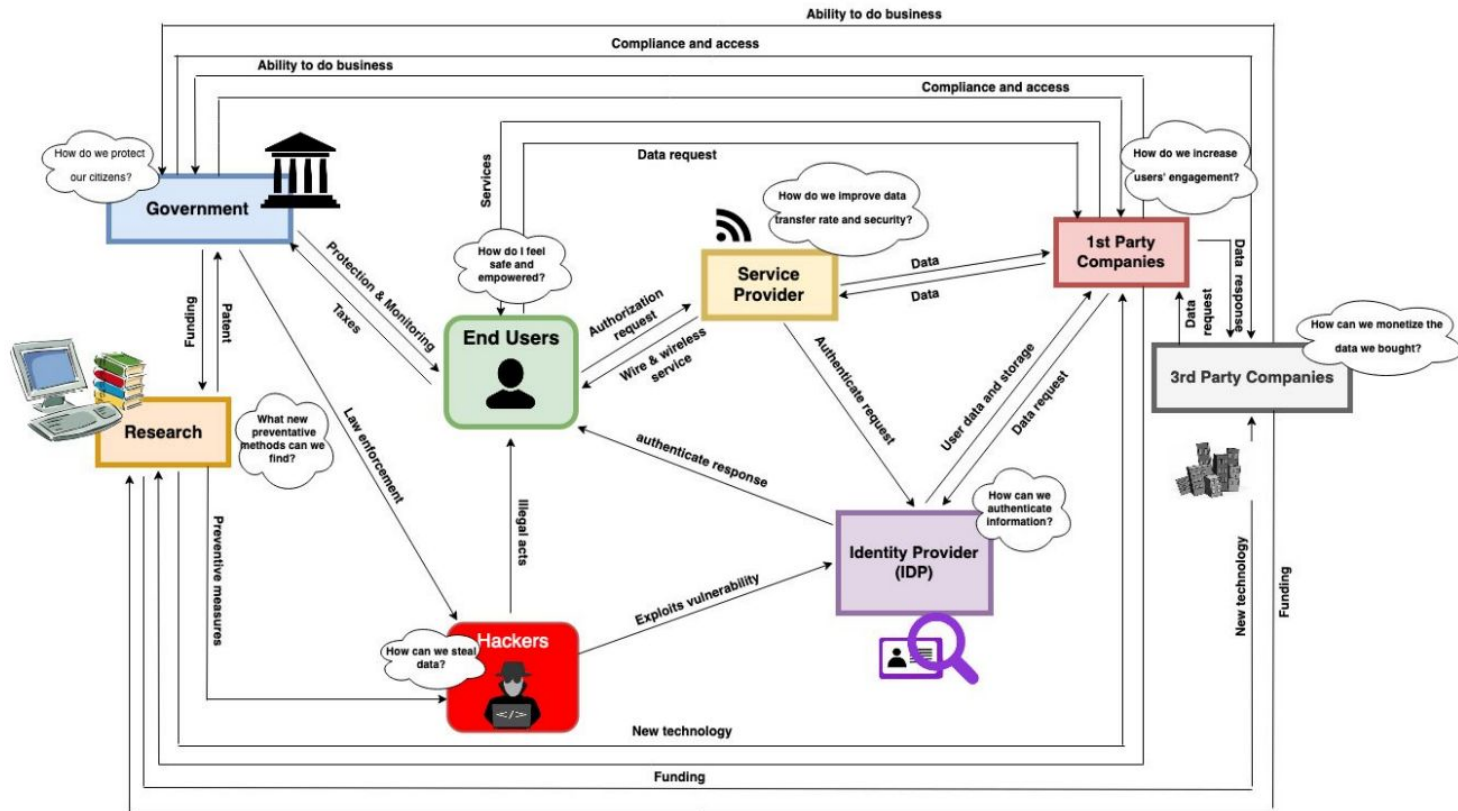 Ability to do business
Compliance and access
Ability to do business
Compliance and access
How do we protect
our citizens?
Government
Services
Data request
How do we improve data
transfer rate and security?
How do we increase
users' engagement?
1st Party
Companies
How do I feel
safe and
empowered?
Service
Provider
Data
Data
Data
request
Data response
Protection & Monitoring
Taxes
Funding
Patent
End Users
Authorization
request
Wire & wireless
service
How can we monetize the
data we bought?
3rd Party Companies
Authenticate request
User data and storage
Data request
Research
What new
preventative
methods can we
find?
Law enforcement
authenticate response
How can we
authenticate
information?
Identity Provider
(IDP)
Illegal acts
Exploits vulnerability
Preventive measures
New technology
Funding
Hackers
How can we steal
data?
</>
New technology
Funding